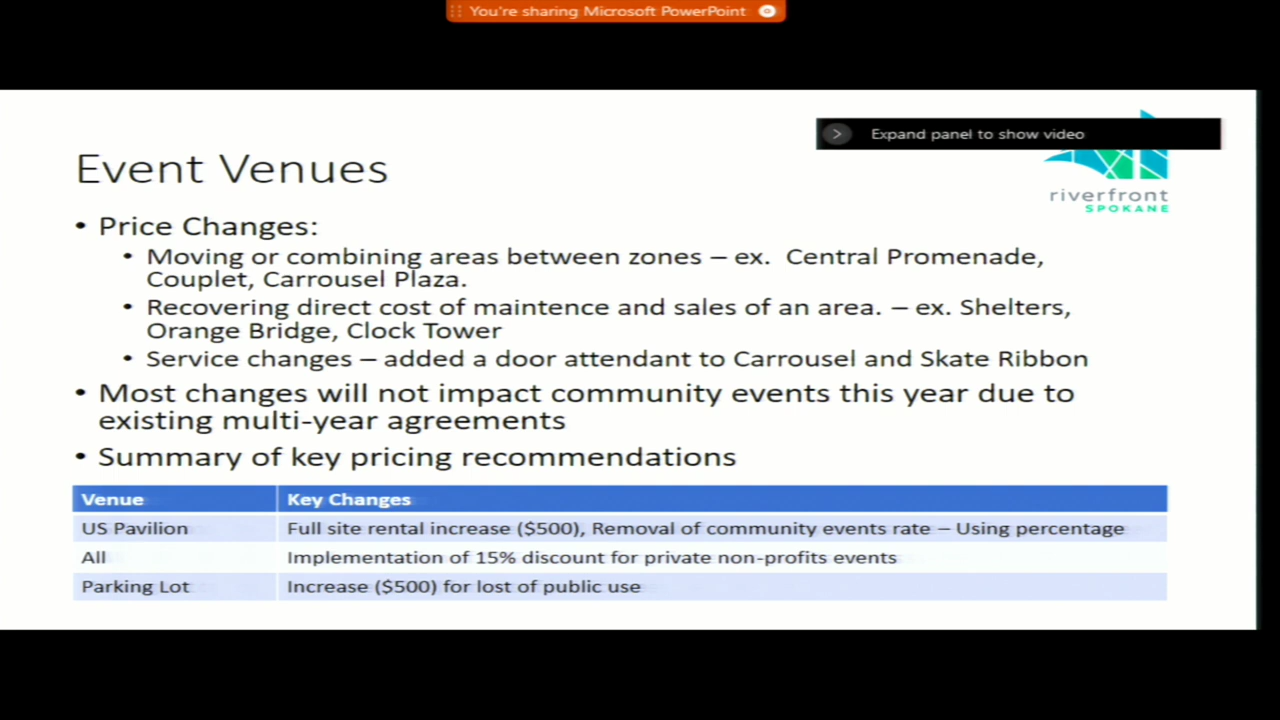 You're sharing Microsoft PowerPoint
Expand panel to show video
riverfront
SPOKANE
Event Venues
• Price Changes:
• Moving or combining areas between zones – ex.  Central Promenade,
Couplet, Carrousel Plaza.
• Recovering direct cost of maintence and sales of an area. – ex. Shelters,
Orange Bridge, Clock Tower
• Service changes – added a door attendant to Carrousel and Skate Ribbon
• Most changes will not impact community events this year due to
existing multi-year agreements
• Summary of key pricing recommendations
Venue Key Changes
US Pavilion Full site rental increase ($500), Removal of community events rate – Using percentage
All Implementation of 15% discount for private non-profits events
Parking Lot Increase ($500) for lost of public use